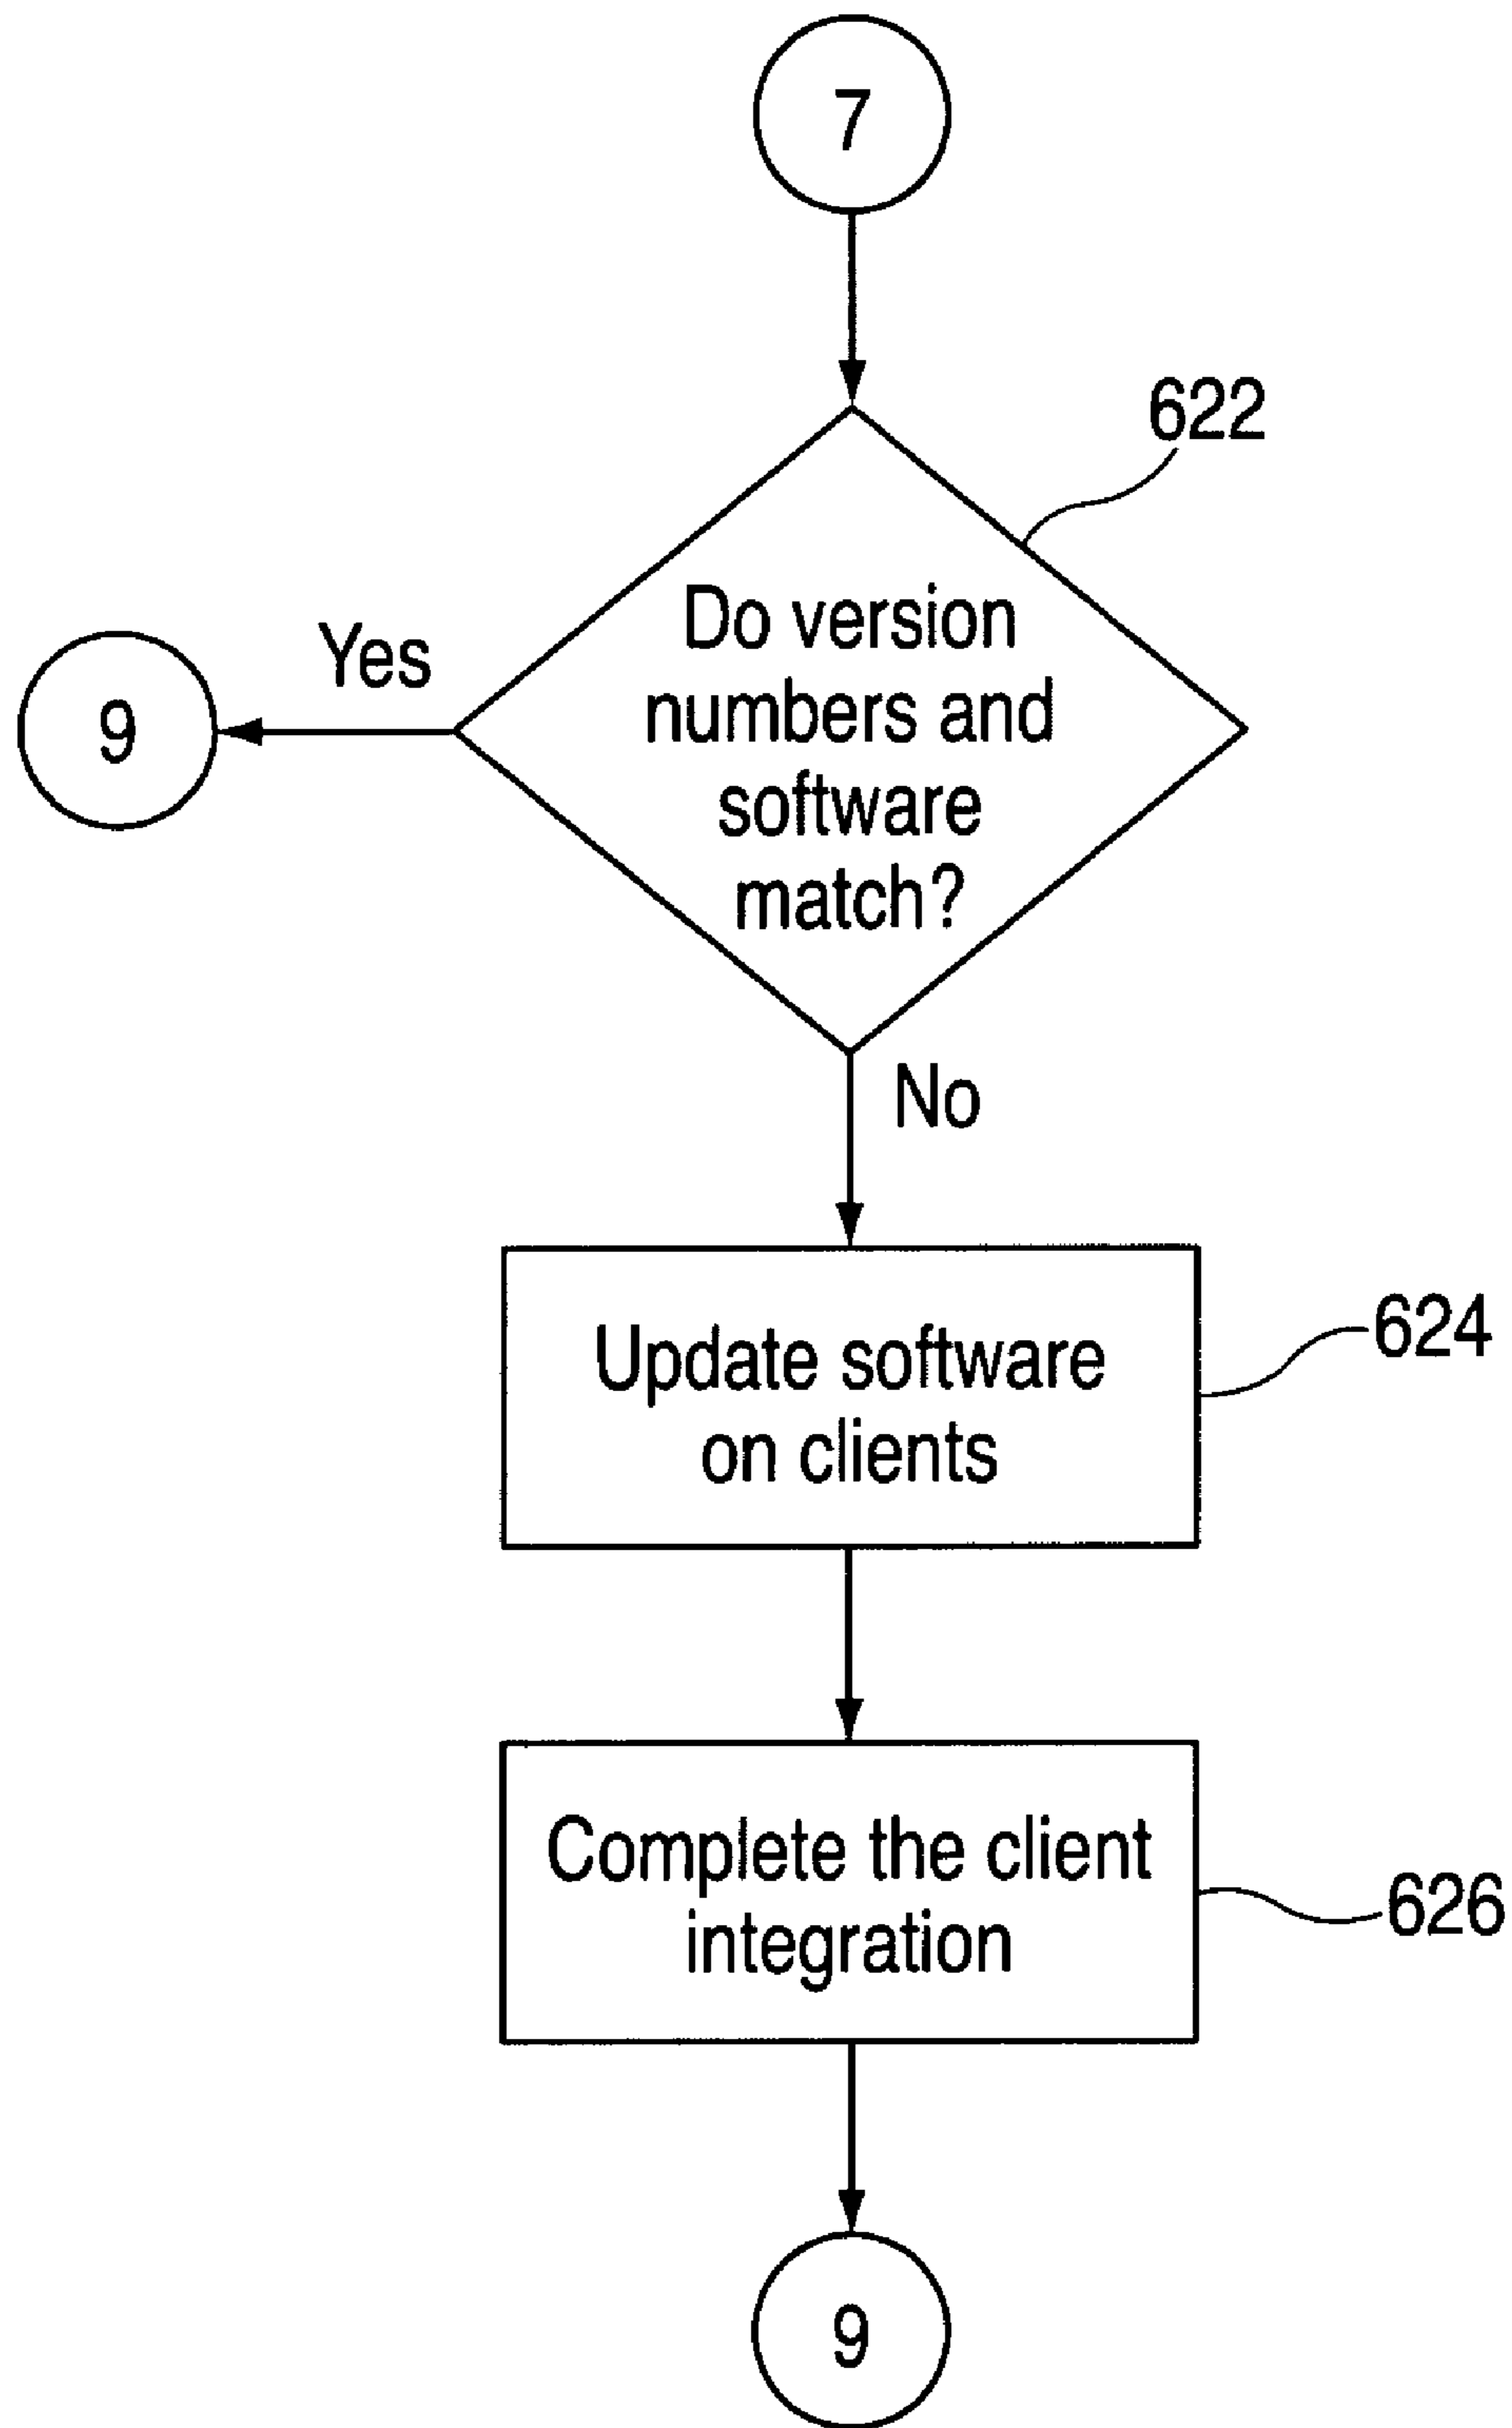 7
622
Do version
numbers and
software
match?
Yes
9
No
Update software
on clients
624
Complete the client
integration
626
9